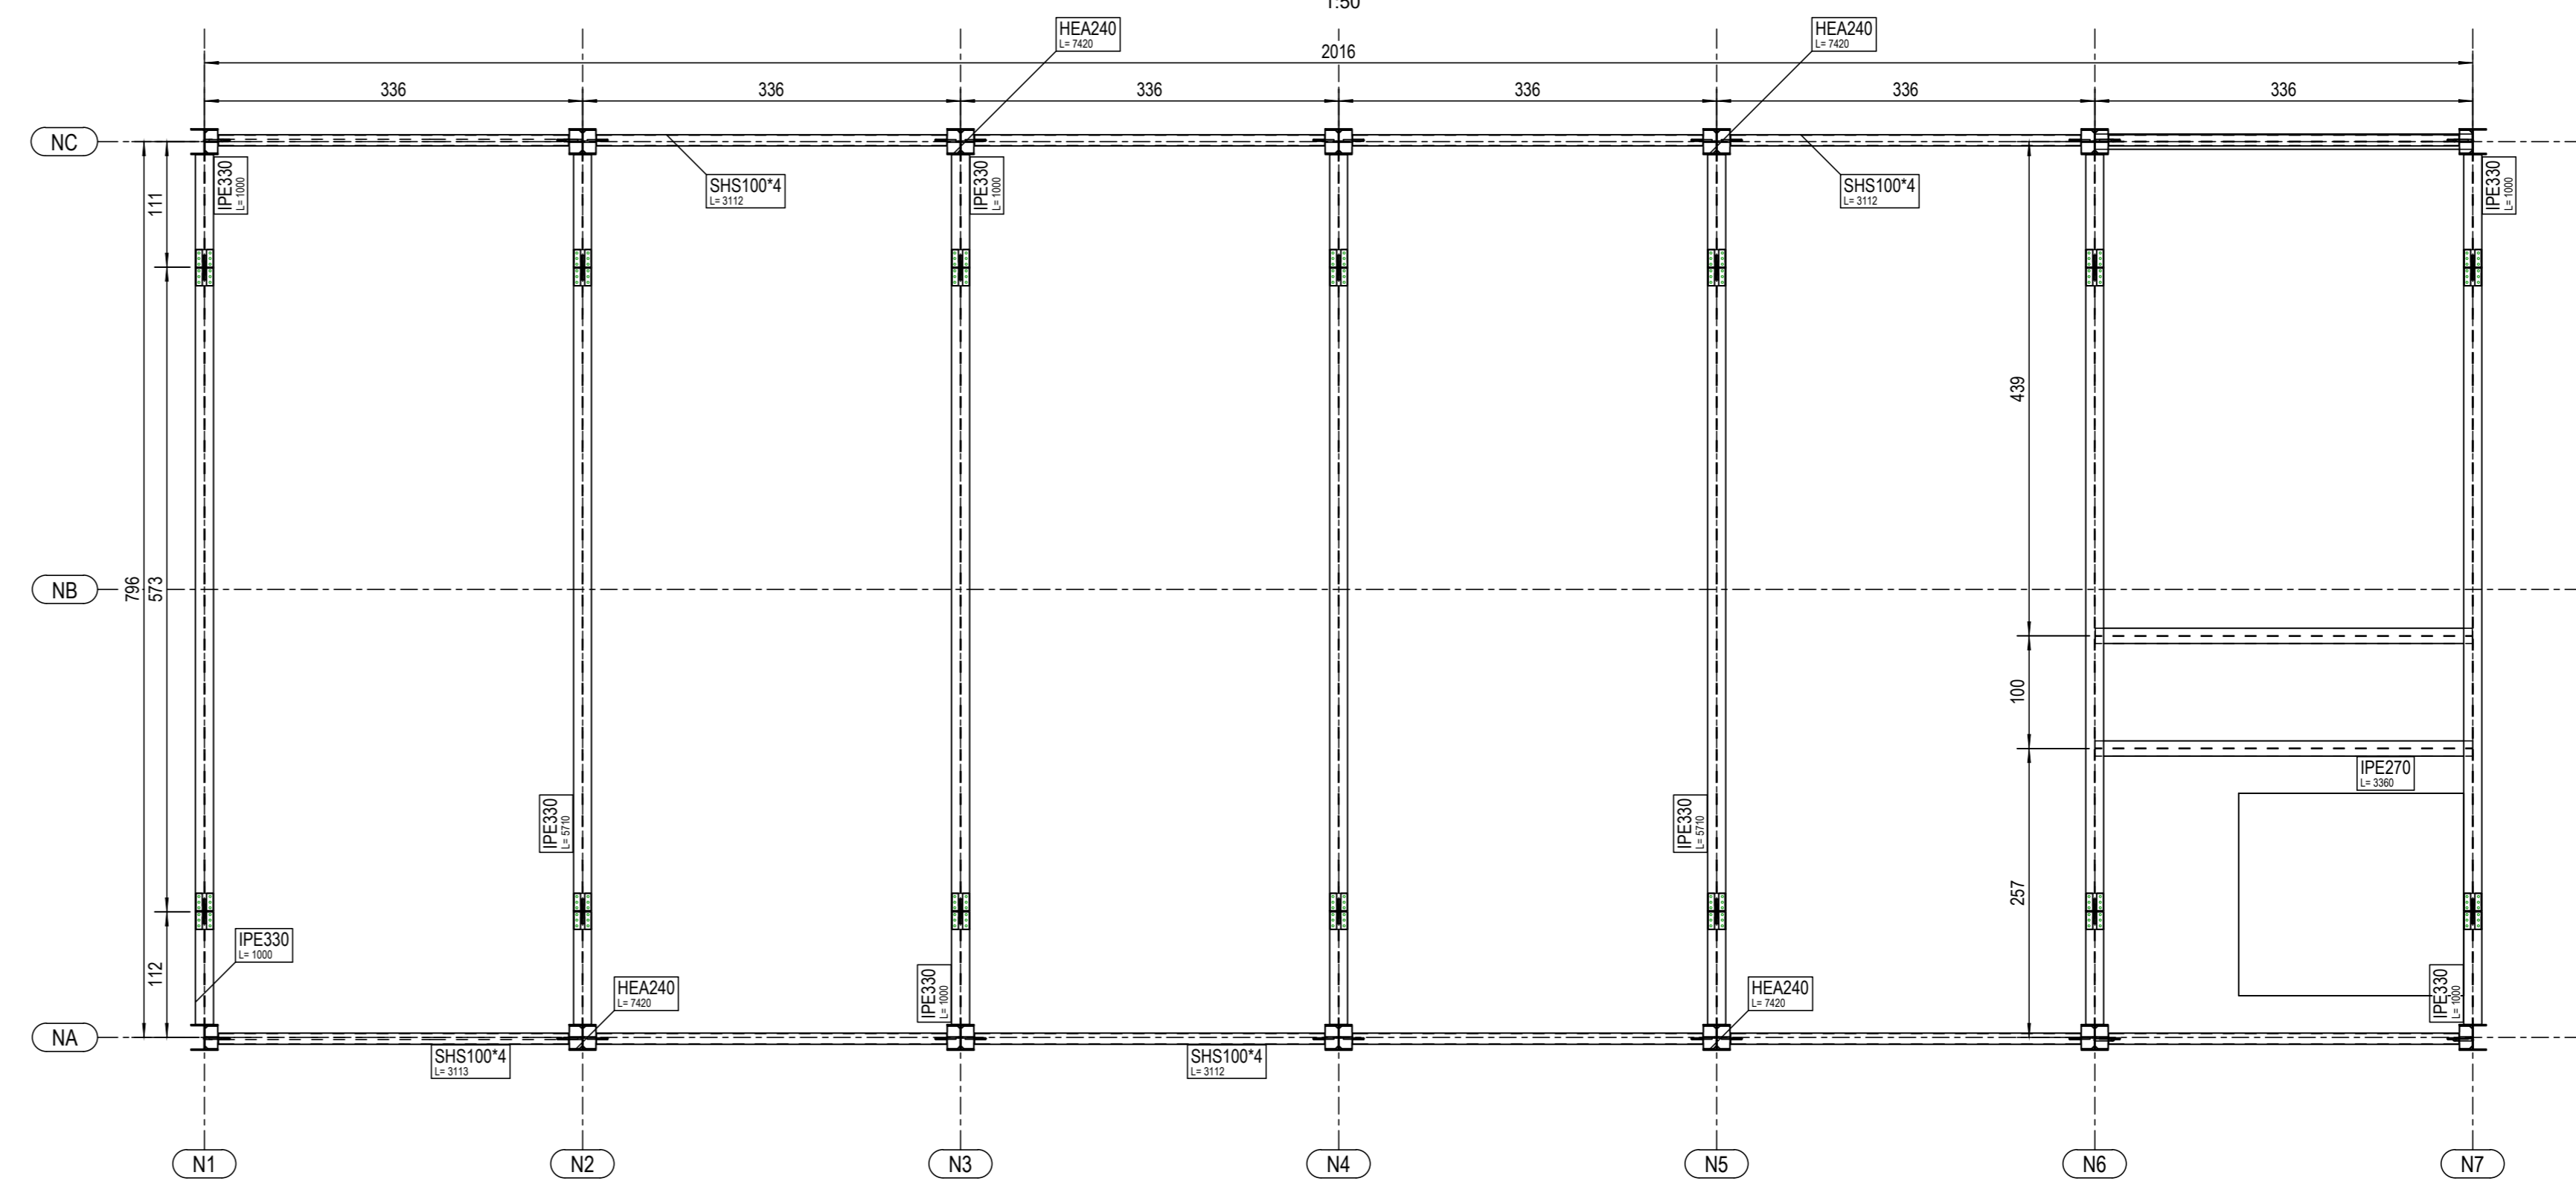 1:50
HEA240
L= 7420
HEA240
L= 7420
2016
336
336
336
336
336
336
NC
IPE330
L= 1000
SHS100*4
L= 3112
IPE330
L= 1000
SHS100*4
L= 3112
IPE330
L= 1000
111
439
NB
796
573
100
IPE270
L= 3360
IPE330
L= 5710
IPE330
L= 5710
257
IPE330
L= 1000
112
HEA240
L= 7420
IPE330
L= 1000
HEA240
L= 7420
IPE330
L= 1000
NA
SHS100*4
L= 3113
SHS100*4
L= 3112
N1
N2
N3
N4
N5
N6
N7